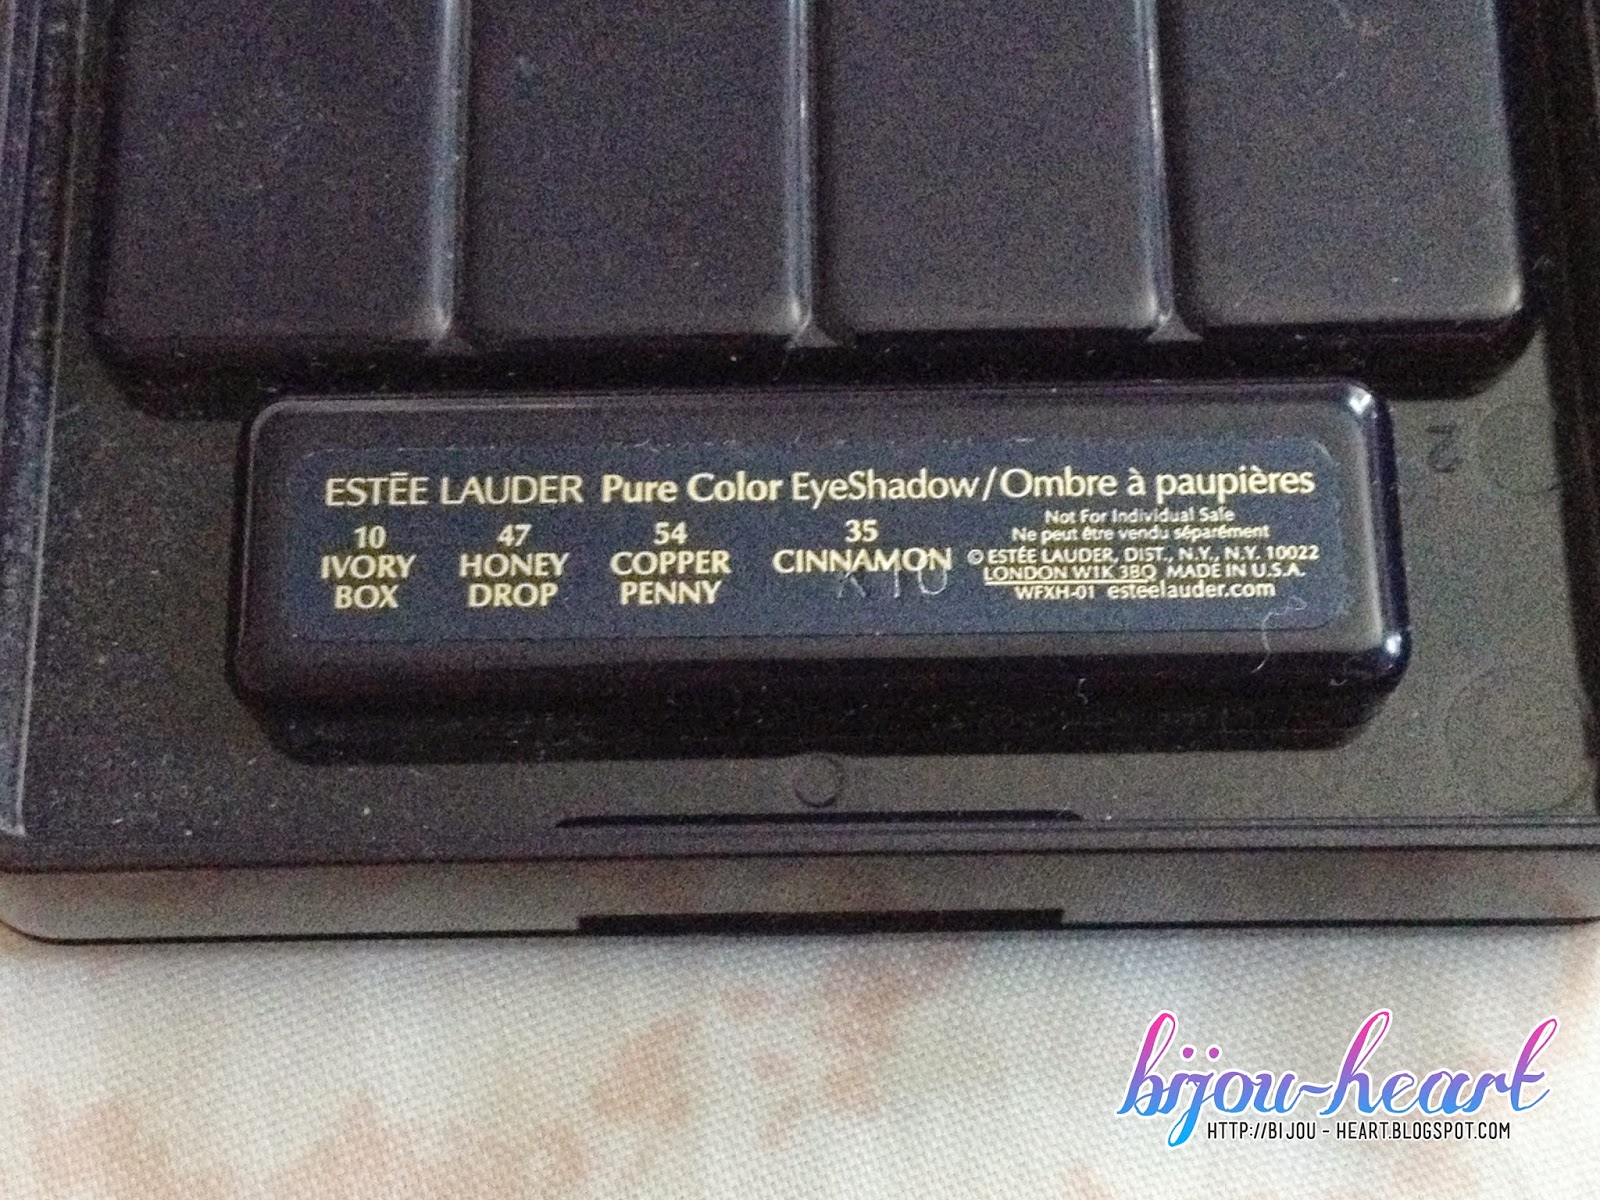 ESTĒE LAUDER Pure Color EyeShadow/Ombre à paupières
10 IVORY BOX
47 HONEY DROP
54 COPPER PENNY
35 CINNAMON
Not For Individual Sale
Ne peut être vendu séparément
© ESTĒE LAUDER, DIST., N.Y., N.Y. 10022
LONDON W1K 3BQ MADE IN U.S.A.
WFXH-01 esteelauder.com
K10
2
bijou-heart
HTTP://BIJOU-HEART.BLOGSPOT.COM